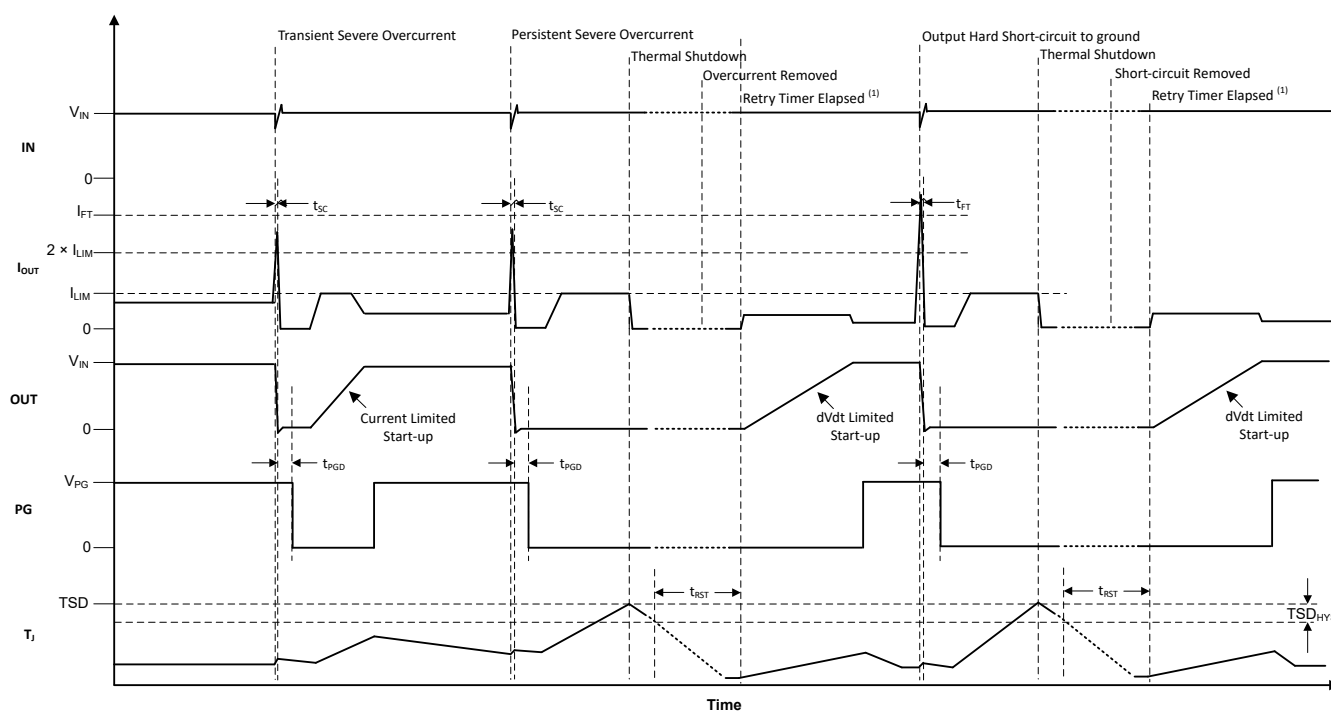 Transient Severe Overcurrent
Persistent Severe Overcurrent
Output Hard Short-circuit to ground
Thermal Shutdown
Thermal Shutdown
Overcurrent Removed
Short-circuit Removed
Retry Timer Elapsed (1)
Retry Timer Elapsed (1)
VIN
IN
0
tSC
tSC
tFT
IFT
2 × ILIM
IOUT
ILIM
0
VIN
OUT
Current Limited
Start-up
dVdt Limited
Start-up
dVdt Limited
Start-up
0
tPGD
tPGD
tPGD
VPG
PG
0
tRST
tRST
TSD
TSDHY
TJ
Time